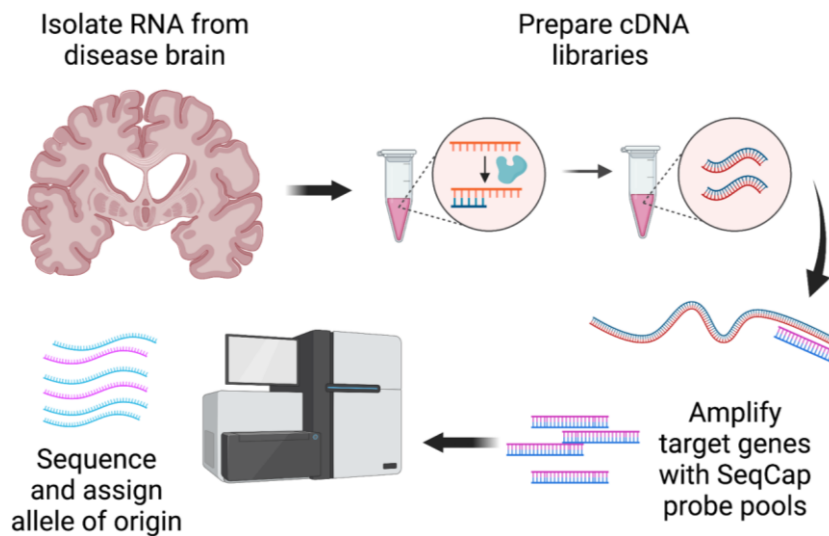 Isolate RNA from
disease brain
Prepare cDNA
libraries
Amplify
target genes
with SeqCap
probe pools
Sequence
and assign
allele of origin